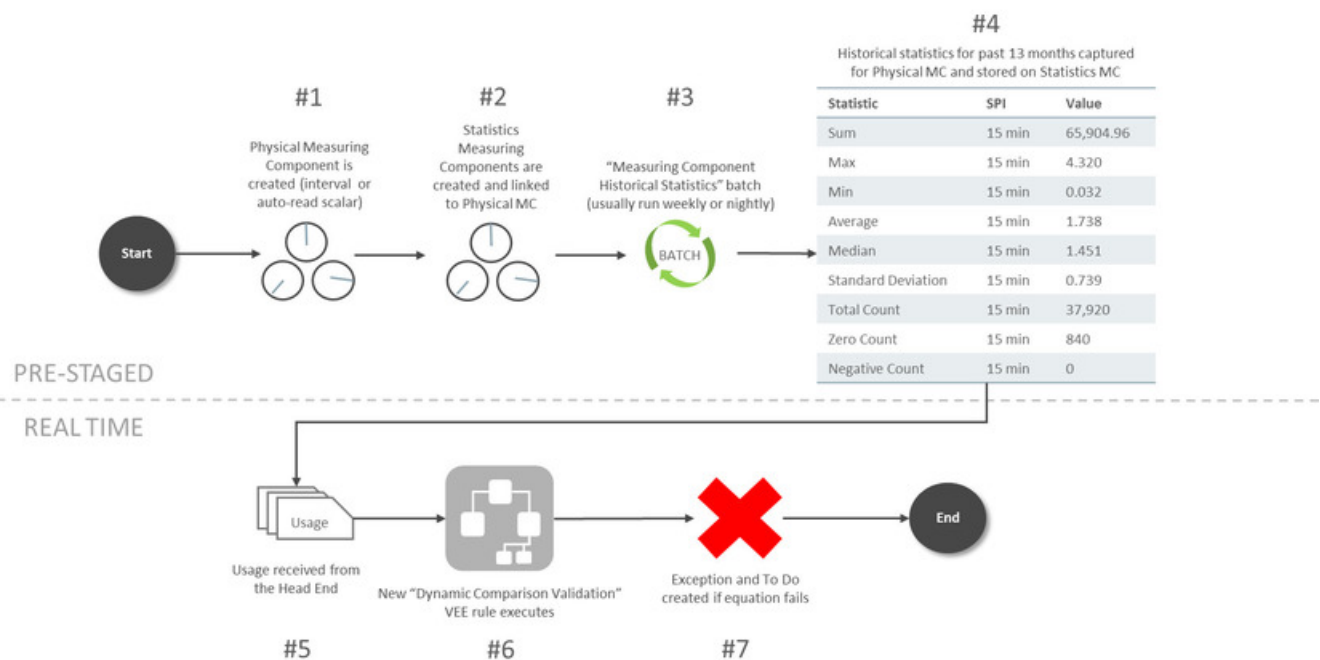 #1
Physical Measuring
Component is
created (interval or
auto-read scalar)
#2
Statistics
Measuring
Components are
created and linked
to Physical MC
#3
“Measuring Component
Historical Statistics” batch
(usually run weekly or nightly)
#4
Historical statistics for past 13 months captured
for Physical MC and stored on Statistics MC
Statistic SPI Value
Sum 15 min 65,904.96
Max 15 min 4.320
Min 15 min 0.032
Average 15 min 1.738
Median 15 min 1.451
Standard Deviation 15 min 0.739
Total Count 15 min 37,920
Zero Count 15 min 840
Negative Count 15 min 0
Start
BATCH
PRE-STAGED
REAL TIME
Usage
Usage received from
the Head End
#5
New “Dynamic Comparison Validation”
VEE rule executes
#6
Exception and To Do
created if equation fails
#7
End